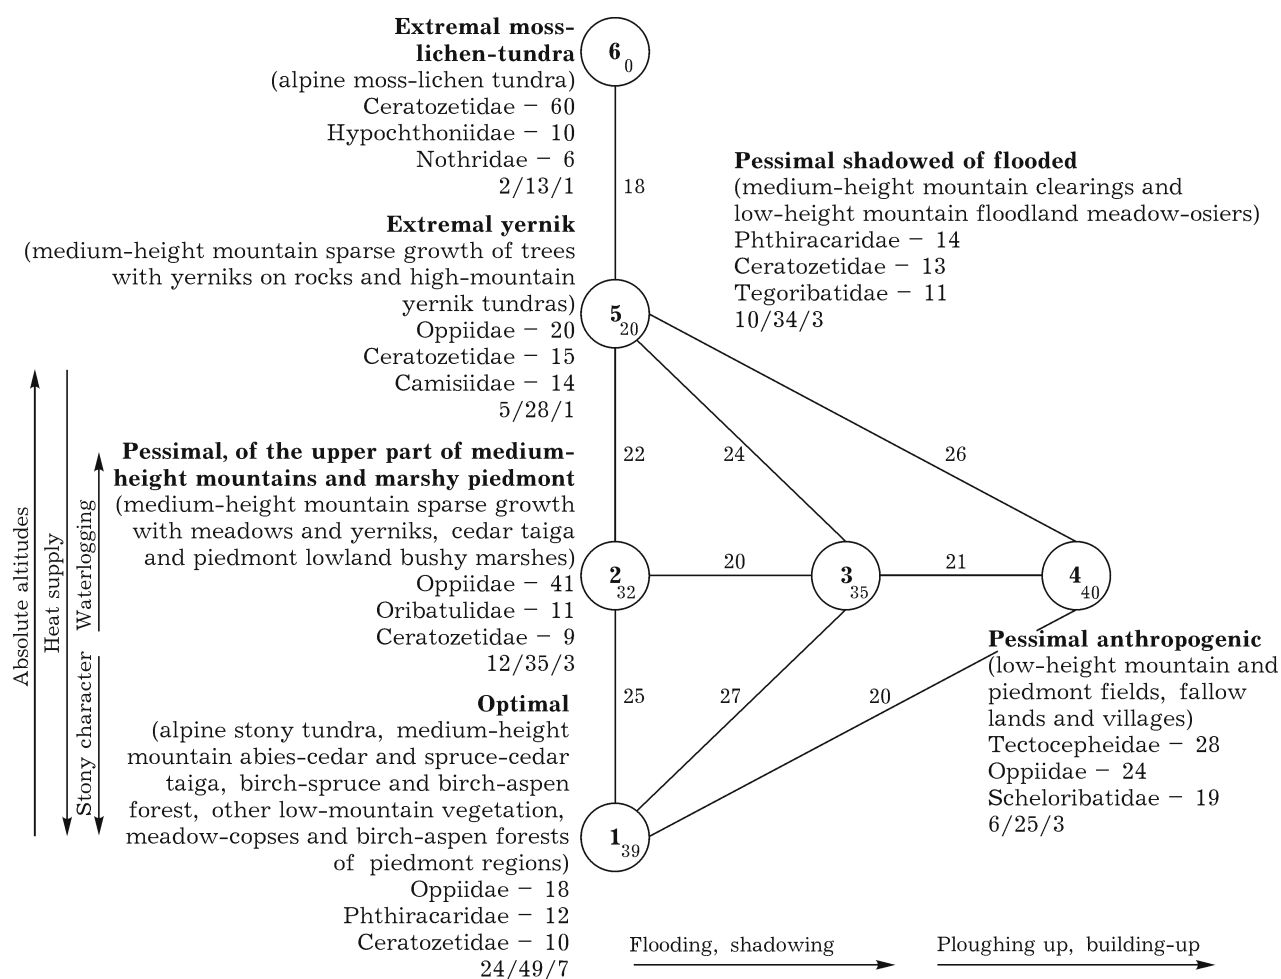 Extremal moss-
lichen-tundra
(alpine moss-lichen tundra)
Ceratozetidae – 60
Hypochthoniidae – 10
Nothridae – 6
2/13/1
6 0
18
Pessimal shadowed of flooded
(medium-height mountain clearings and
low-height mountain floodland meadow-osiers)
Phthiracaridae – 14
Ceratozetidae – 13
Tegoribatidae – 11
10/34/3
Extremal yernik
(medium-height mountain sparse growth of trees
with yerniks on rocks and high-mountain
yernik tundras)
Oppiidae – 20
Ceratozetidae – 15
Camisiidae – 14
5/28/1
5 20
22
24
26
Pessimal, of the upper part of medium-
height mountains and marshy piedmont
(medium-height mountain sparse growth
with meadows and yerniks, cedar taiga
and piedmont lowland bushy marshes)
Oppiidae – 41
Oribatulidae – 11
Ceratozetidae – 9
12/35/3
2 32
20
3 35
21
4 40
25
27
20
Pessimal anthropogenic
(low-height mountain and
piedmont fields, fallow
lands and villages)
Tectocepheidae – 28
Oppiidae – 24
Scheloribatidae – 19
6/25/3
Optimal
(alpine stony tundra, medium-height
mountain abies-cedar and spruce-cedar
taiga, birch-spruce and birch-aspen
forest, other low-mountain vegetation,
meadow-copses and birch-aspen forests
of piedmont regions)
Oppiidae – 18
Phthiracaridae – 12
Ceratozetidae – 10
24/49/7
1 39
Absolute altitudes
Heat supply
Waterlogging
Stony character
Flooding, shadowing
Ploughing up, building-up